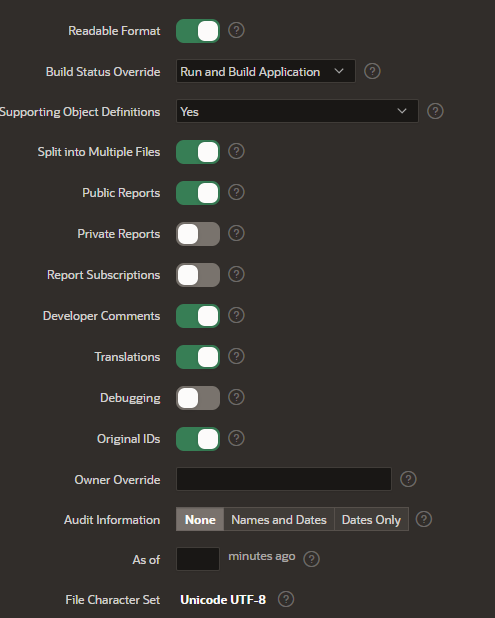 Readable Format
Build Status Override Run and Build Application
Supporting Object Definitions Yes
Split into Multiple Files
Public Reports
Private Reports
Report Subscriptions
Developer Comments
Translations
Debugging
Original IDs
Owner Override
Audit Information None Names and Dates Dates Only
As of minutes ago
File Character Set Unicode UTF-8